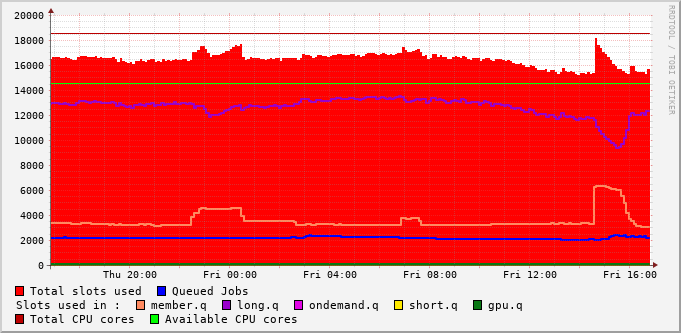 20000
18000
16000
14000
12000
10000
8000
6000
4000
2000
0
Thu 20:00 Fri 00:00 Fri 04:00 Fri 08:00 Fri 12:00 Fri 16:00
RRDTOOL / TOBI OETIKER
Total slots used Queued Jobs
Slots used in : member.q long.q ondemand.q short.q gpu.q
Total CPU cores Available CPU cores